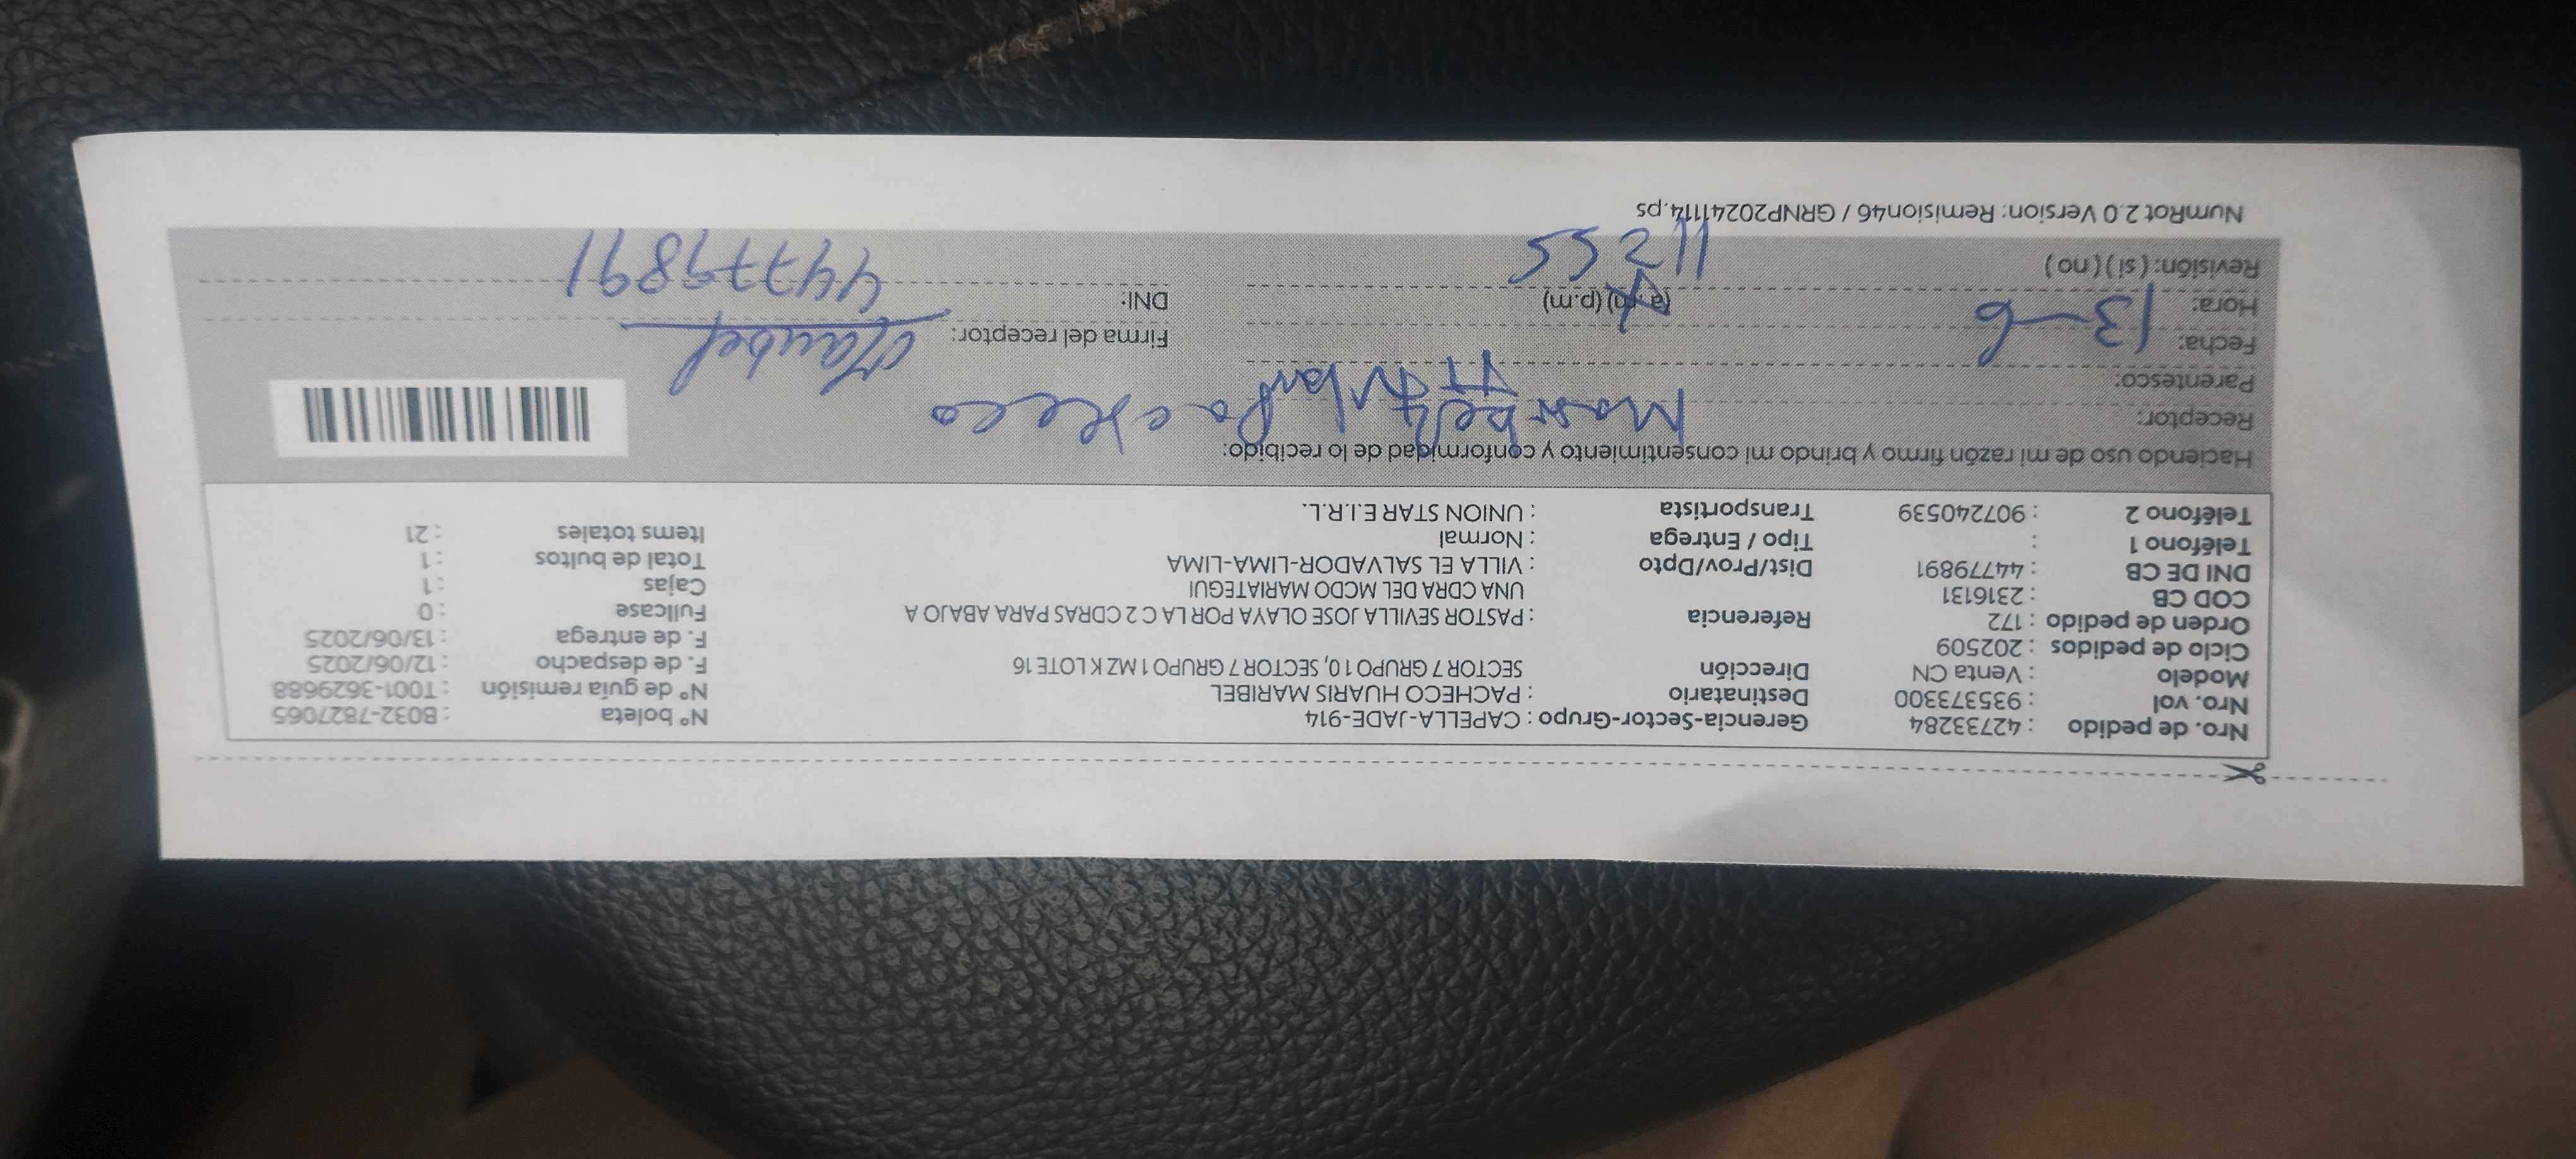 Nro. de pedido : 42733284 Gerencia-Sector-Grupo : CAPELLA-JADE-914 N° boleta : B032-7827065
Nro. vol : 935373300 Destinatario : PACHECO HUARIS MARIBEL N° de guía remisión : T001-3629688
Modelo : Venta CN Dirección SECTOR 7 GRUPO 10, SECTOR 7 GRUPO 1 MZ K LOTE 16 F. de despacho : 12/06/2025
Ciclo de pedidos : 202509 F. de entrega : 13/06/2025
Orden de pedido : 172 Referencia : PASTOR SEVILLA JOSE OLAYA POR LA C 2 CDRAS PARA ABAJO A Fullcase : 0
COD CB : 2316131 UNA CDRA DEL MCDO MARIATEGUI Cajas : 1
DNI DE CB : 44779891 Dist/Prov/Dpto : VILLA EL SALVADOR-LIMA-LIMA Total de bultos : 1
Teléfono 1 : Tipo / Entrega : Normal Items totales : 21
Teléfono 2 : 907240539 Transportista : UNION STAR E.I.R.L.
Haciendo uso de mi razón firmo y brindo mi consentimiento y conformidad de lo recibido:
Receptor: Pacheco
Parentesco:
Fecha: 13-6 Firma del receptor:
Hora: (a.m) (p.m) DNI: 44779891
Revisión: (si) (no) 11255
NumRot 2.0 Version: Remision46 / GRNP20241114.ps